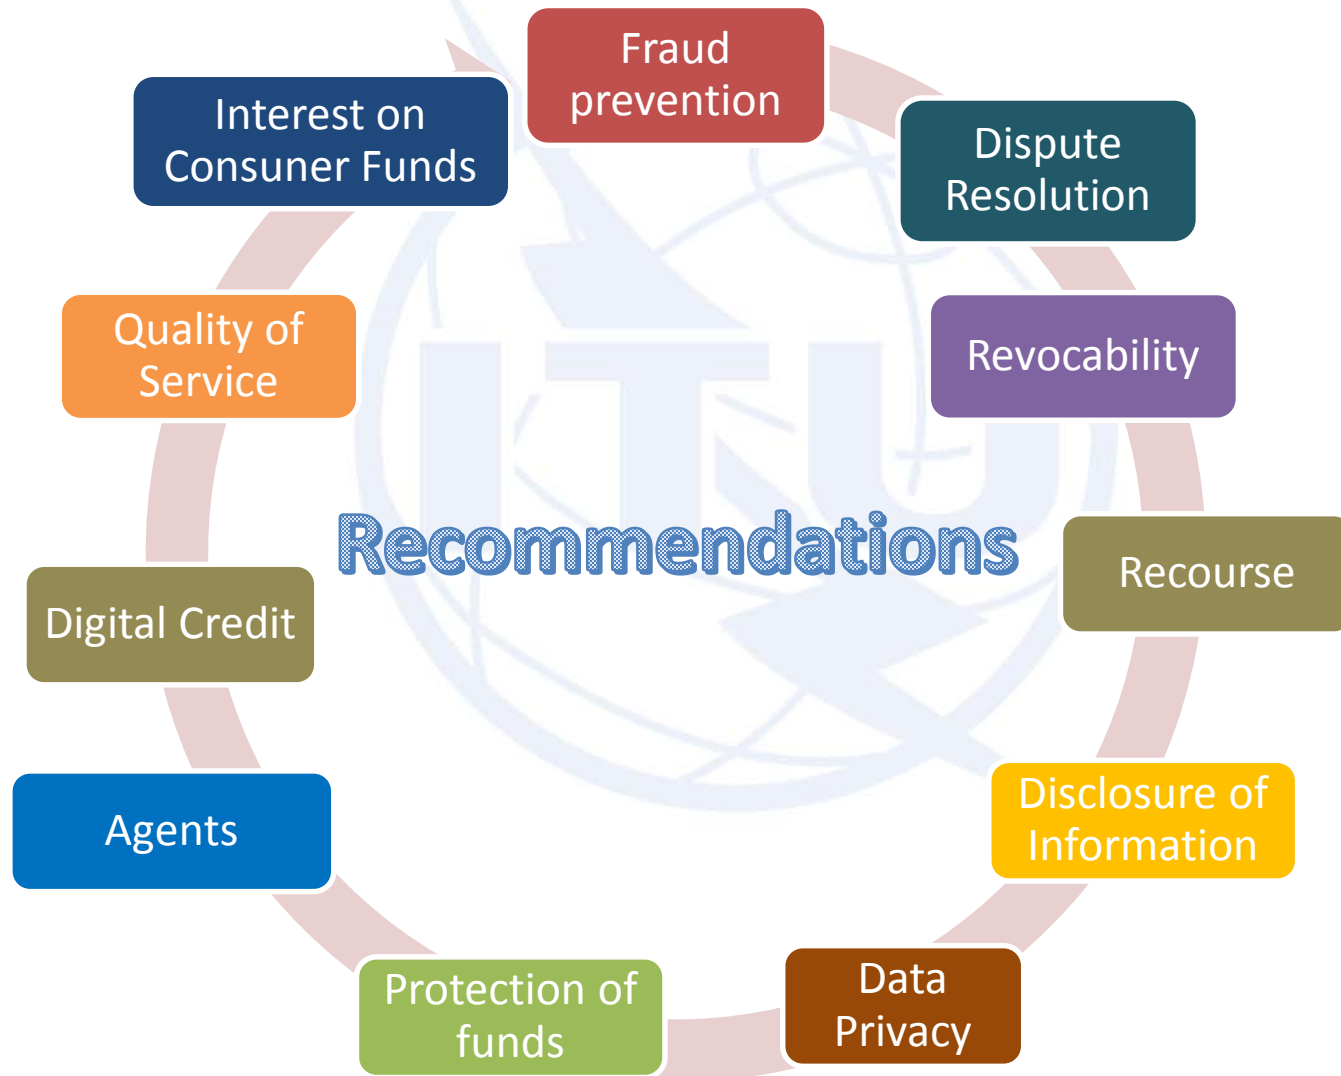 Fraud
prevention
Dispute
Resolution
Revocability
Recourse
Disclosure of
Information
Data
Privacy
Protection of
funds
Agents
Digital Credit
Quality of
Service
Interest on
Consuner Funds
ITU
Recommendations